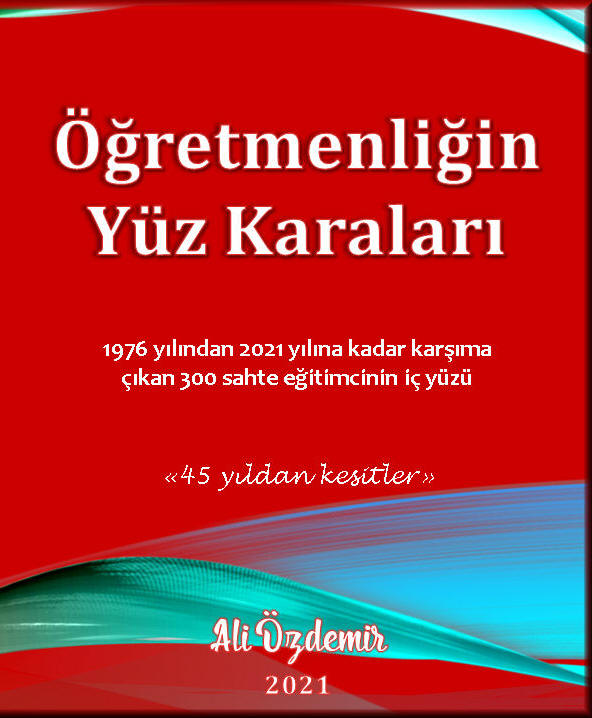 Öğretmenliğin
Yüz Karaları
1976 yılından 2021 yılına kadar karşıma
çıkan 300 sahte eğitimcinin iç yüzü
«45 yıldan kesitler»
Ali Özdemir
2021